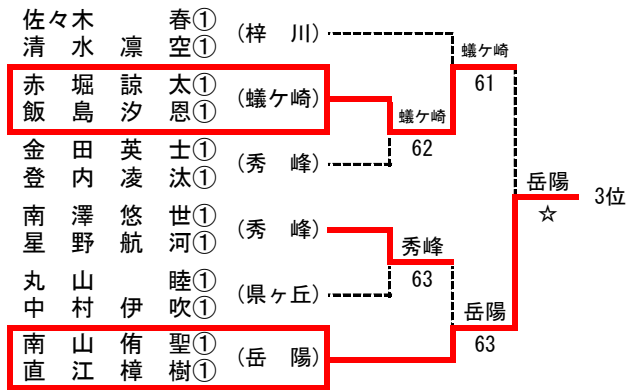 佐々木 春①
清水凛空①
(梓 川)
赤堀諒太①
飯島汐恩①
(蟻ケ崎)
金田英士①
登内凌汰①
(秀 峰)
南澤悠世①
星野航河①
(秀 峰)
丸山 睦①
中村伊吹①
(県ヶ丘)
南山侑聖①
直江樟樹①
(岳 陽)
蟻ケ崎
62
蟻ケ崎
61
秀峰
63
岳陽
63
岳陽
☆
3位